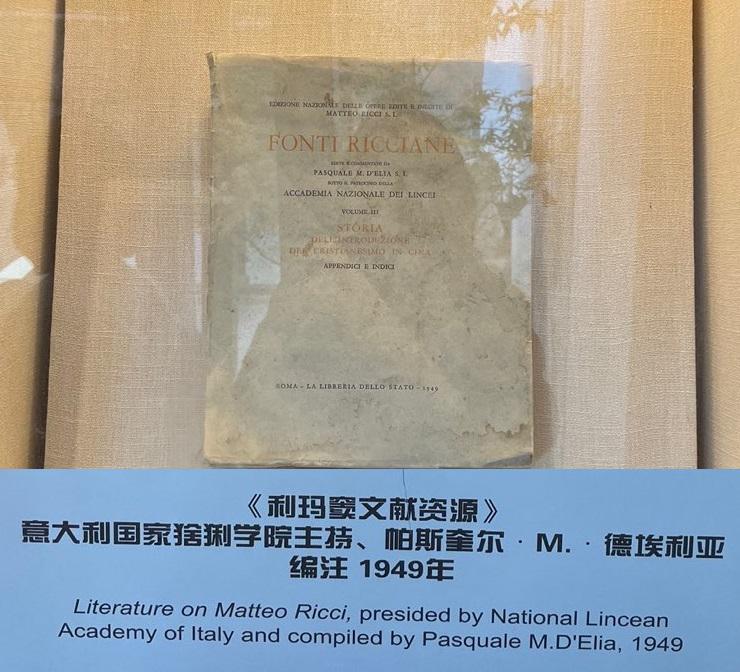 EDIZIONE NAZIONALE DELLE OPERE EDITE E INEDITE DI
MATTEO RICCI S. I.
FONTI RICCIANE
EDITE E COMMENTATE DA
PASQUALE M. D'ELIA S. I.
SOTTO IL PATROCINIO DELLA
ACCADEMIA NAZIONALE DEI LINCEI
VOLUME III
STORIA
DELL'INTRODUZIONE
DEL CRISTIANESIMO IN CINA
APPENDICI E INDICI
ROMA - LA LIBRERIA DELLO STATO - 1949
《利玛窦文献资源》
意大利国家猞猁学院主持、帕斯奎尔·M.·德埃利亚
编注 1949年
Literature on Matteo Ricci, presided by National Lincean
Academy of Italy and compiled by Pasquale M.D'Elia, 1949